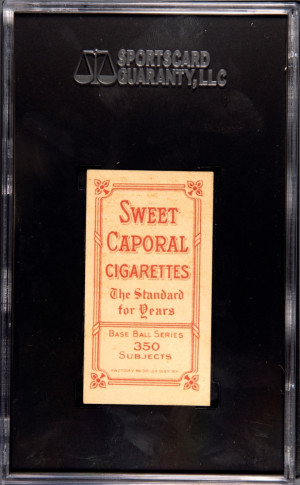 SPORTSCARD
GUARANTY, LLC
SWEET
CAPORAL
CIGARETTES
The Standard
for Years
BASE BALL SERIES
350
SUBJECTS